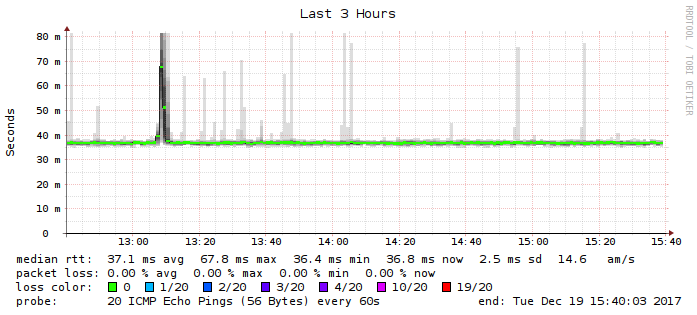 Last 3 Hours
RRDTOOL / TOBI OETIKER
Seconds
80 m
70 m
60 m
50 m
40 m
30 m
20 m
10 m
0
13:00 13:20 13:40 14:00 14:20 14:40 15:00 15:20 15:40
median rtt: 37.1 ms avg 67.8 ms max 36.4 ms min 36.8 ms now 2.5 ms sd 14.6 am/s
packet loss: 0.00 % avg 0.00 % max 0.00 % min 0.00 % now
loss color: 0 1/20 2/20 3/20 4/20 10/20 19/20
probe: 20 ICMP Echo Pings (56 Bytes) every 60s end: Tue Dec 19 15:40:03 2017